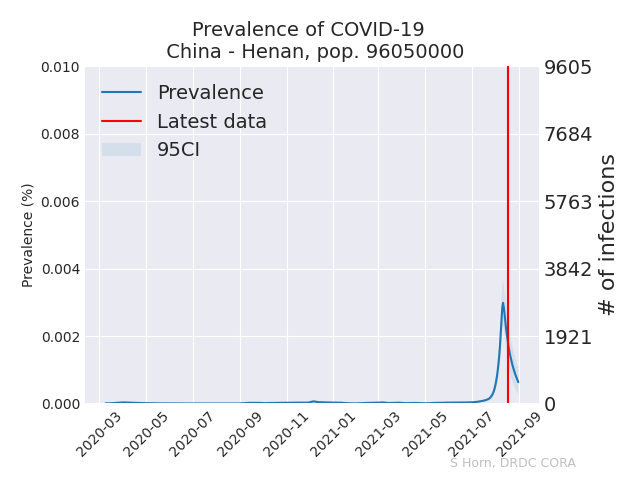 Prevalence of COVID-19
China - Henan, pop. 96050000
Prevalence
Latest data
95CI
Prevalence (%)
0.010
0.008
0.006
0.004
0.002
0.000
9605
7684
5763
3842
1921
0
# of infections
2020-03
2020-05
2020-07
2020-09
2020-11
2021-01
2021-03
2021-05
2021-07
2021-09
S Horn, DRDC CORA